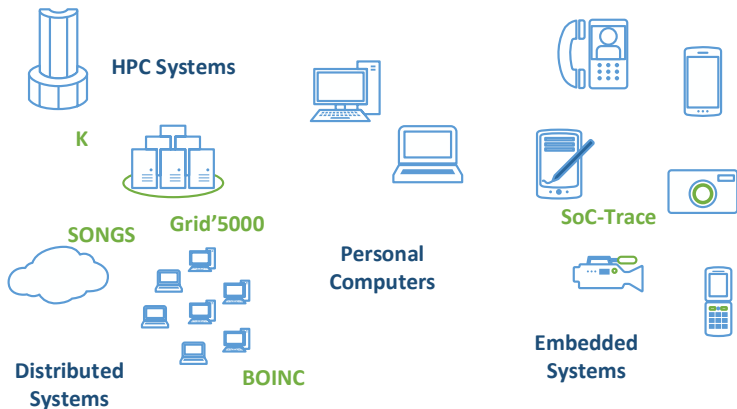 HPC Systems
K
Grid'5000
SONGS
SoC-Trace
Personal
Computers
Embedded
Systems
Distributed
Systems
BOINC